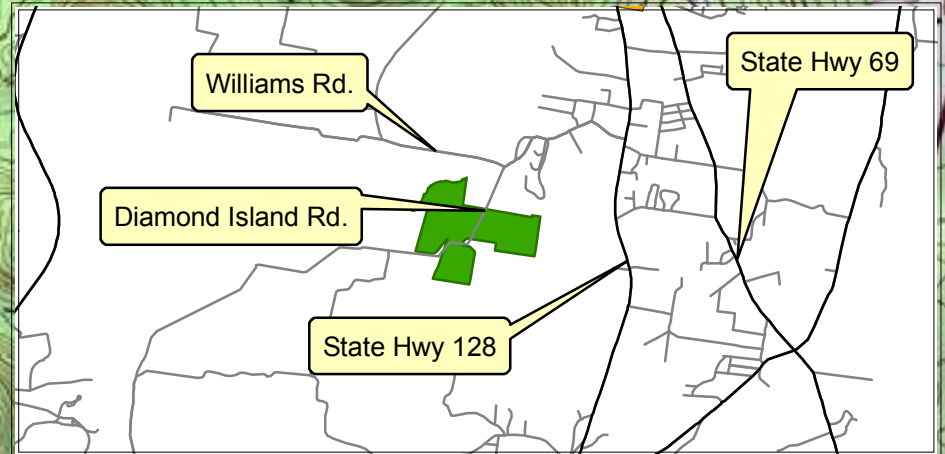 State Hwy 69
Williams Rd.
Diamond Island Rd.
State Hwy 128